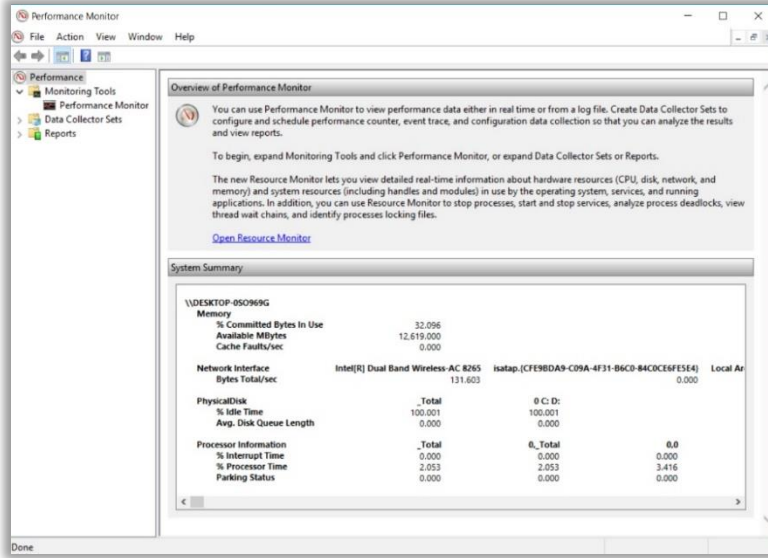 Performance Monitor
File Action View Window Help
Performance
Monitoring Tools
Performance Monitor
Data Collector Sets
Reports
Overview of Performance Monitor
You can use Performance Monitor to view performance data either in real time or from a log file. Create Data Collector Sets to
configure and schedule performance counter, event trace, and configuration data collection so that you can analyze the results
and view reports.
To begin, expand Monitoring Tools and click Performance Monitor, or expand Data Collector Sets or Reports.
The new Resource Monitor lets you view detailed real-time information about hardware resources (CPU, disk, network, and
memory) and system resources (including handles and modules) in use by the operating system, services, and running
applications. In addition, you can use Resource Monitor to stop processes, start and stop services, analyze process deadlocks, view
thread wait chains, and identify processes locking files.
Open Resource Monitor
System Summary
\\DESKTOP-0SO969G
Memory
% Committed Bytes In Use 32.096
Available MBytes 12,619.000
Cache Faults/sec 0.000
Network Interface Intel[R] Dual Band Wireless-AC 8265 isatap.{CFE9BDA9-C09A-4F31-B6C0-84C0CE6FE5E4} Local Ar
Bytes Total/sec 131.603 0.000
PhysicalDisk _Total 0 C: D:
% Idle Time 100.001 100.001
Avg. Disk Queue Length 0.000 0.000
Processor Information _Total 0,_Total 0,0
% Interrupt Time 0.000 0.000 0.000
% Processor Time 2.053 2.053 3.416
Parking Status 0.000 0.000 0.000
Done